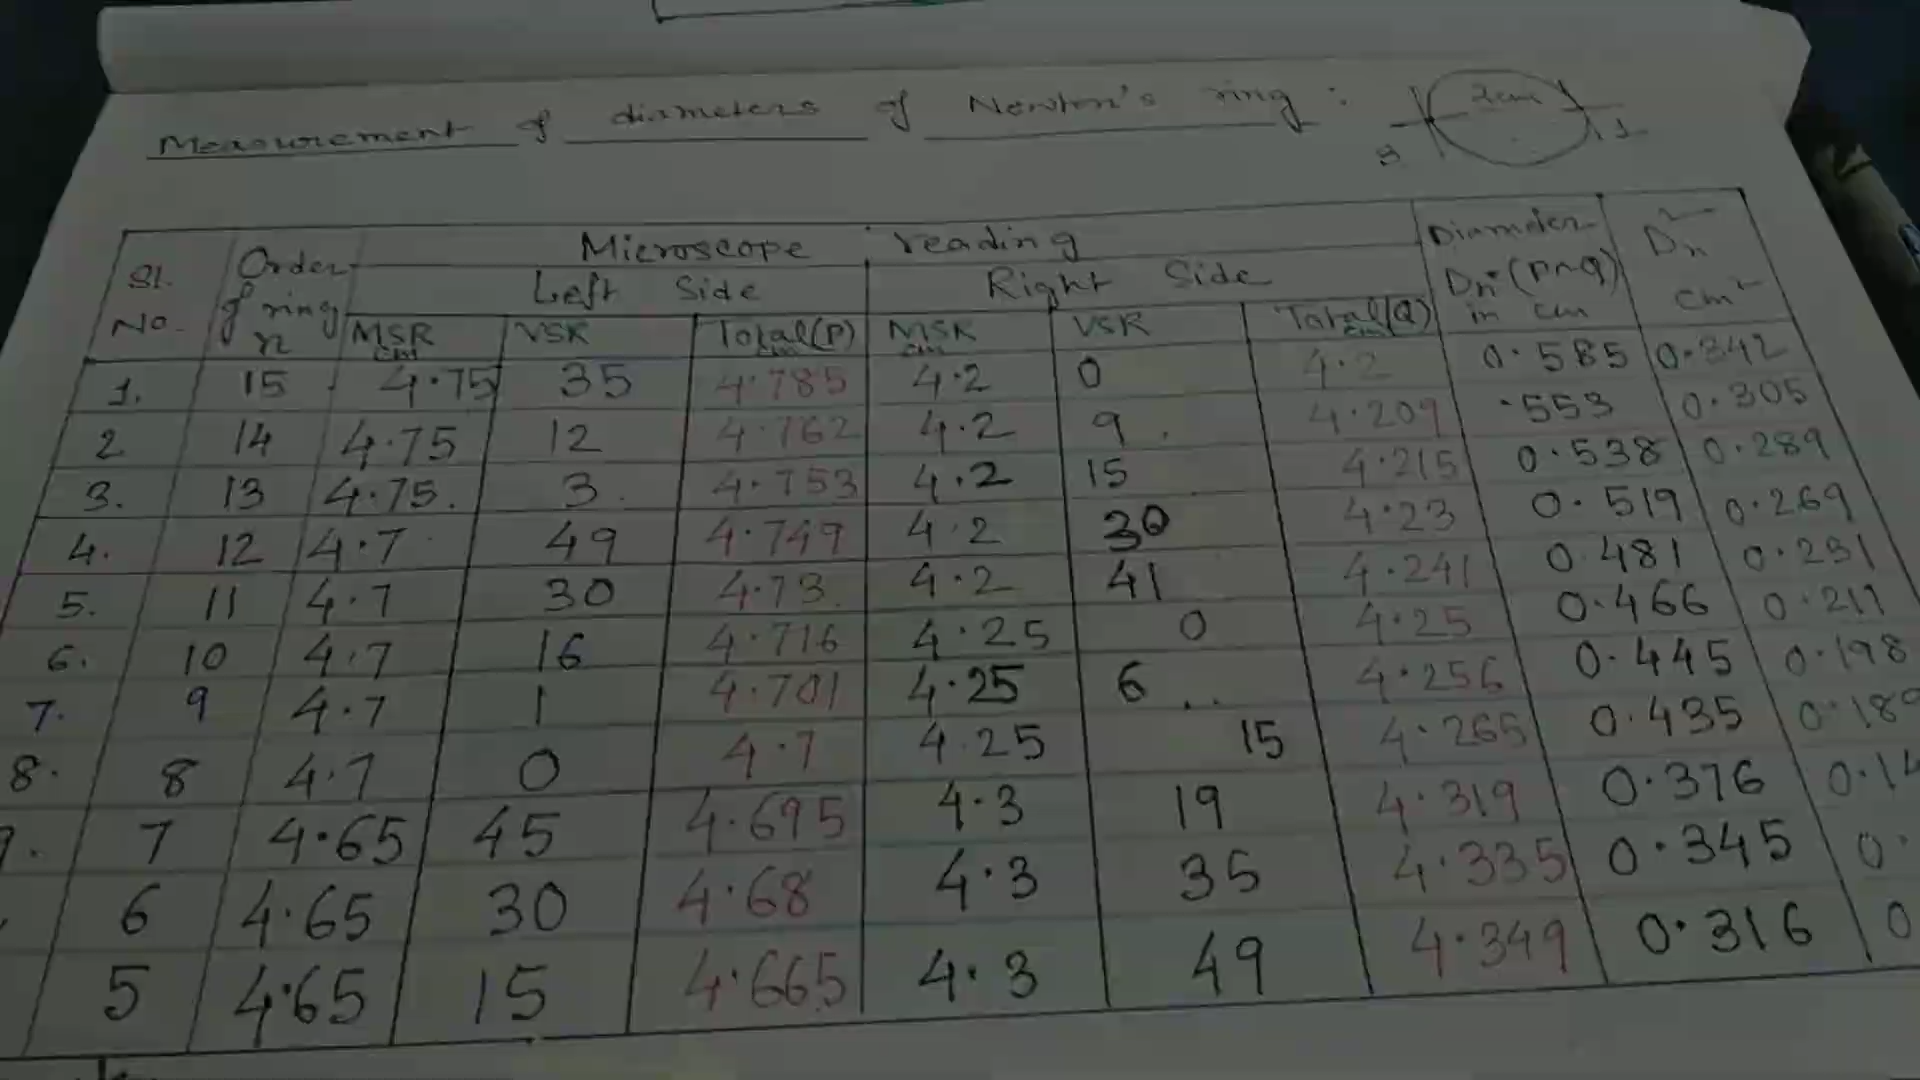 Measurement of diameters of Newton's ring :
2cm
Sl. No. Order of ring n Microscope reading Diameter Dn = (P~Q) in cm Dn² cm²
Left Side Right Side
MSR cm VSR Total (P) cm MSR cm VSR Total (Q) cm
1. 15 4.75 35 4.785 4.2 0 4.2 0.585 0.342
2 14 4.75 12 4.762 4.2 9 4.209 .553 0.305
3. 13 4.75 3 4.753 4.2 15 4.215 0.538 0.289
4. 12 4.7 49 4.749 4.2 30 4.23 0.519 0.269
5. 11 4.7 30 4.73 4.2 41 4.241 0.481 0.231
6. 10 4.7 16 4.716 4.25 0 4.25 0.466 0.217
7. 9 4.7 1 4.701 4.25 6 4.256 0.445 0.198
8. 8 4.7 0 4.7 4.25 15 4.265 0.435 0.189
9. 7 4.65 45 4.695 4.3 19 4.319 0.376 0.14
6 4.65 30 4.68 4.3 35 4.335 0.345 0.
5 4.65 15 4.665 4.3 49 4.349 0.316 0